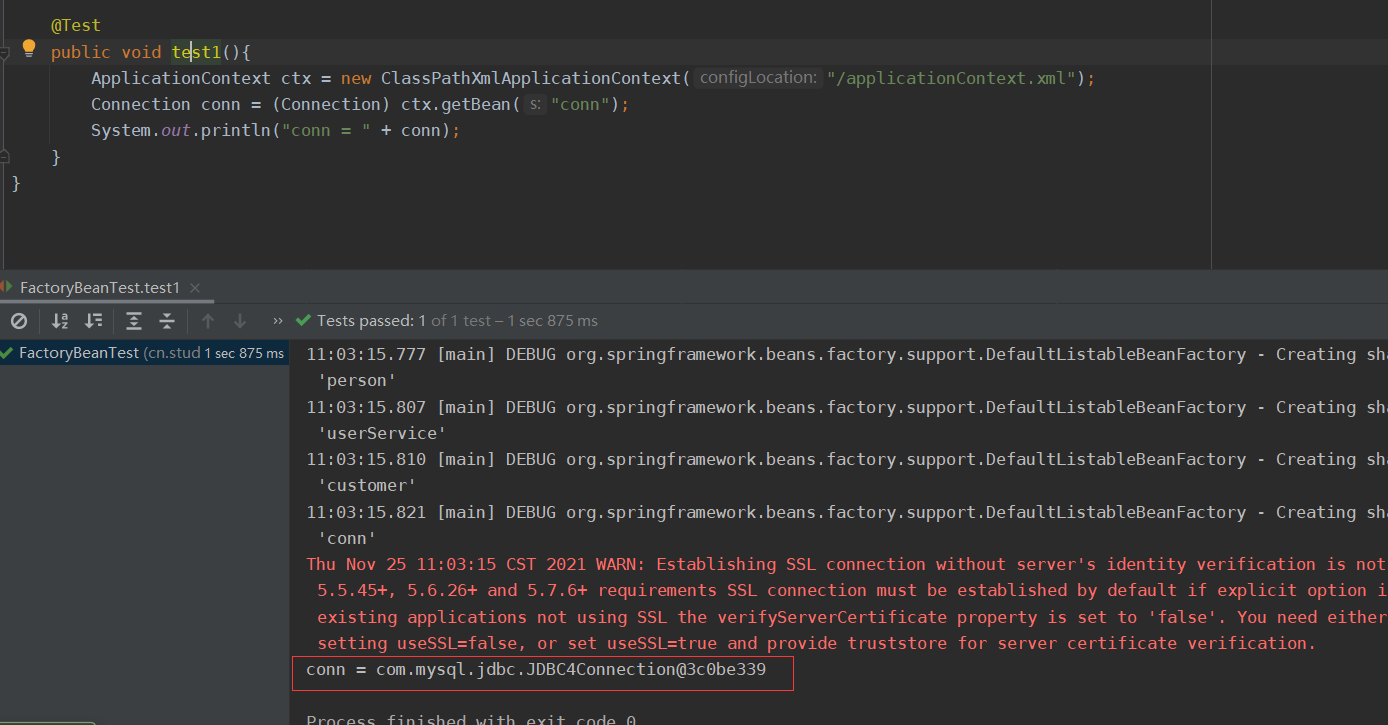 @Test
public void test1(){
ApplicationContext ctx = new ClassPathXmlApplicationContext( configLocation: "/applicationContext.xml");
Connection conn = (Connection) ctx.getBean( s: "conn");
System.out.println("conn = " + conn);
}
}
FactoryBeanTest.test1
Tests passed: 1 of 1 test – 1 sec 875 ms
FactoryBeanTest (cn.stud 1 sec 875 ms
11:03:15.777 [main] DEBUG org.springframework.beans.factory.support.DefaultListableBeanFactory - Creating sha
'person'
11:03:15.807 [main] DEBUG org.springframework.beans.factory.support.DefaultListableBeanFactory - Creating sha
'userService'
11:03:15.810 [main] DEBUG org.springframework.beans.factory.support.DefaultListableBeanFactory - Creating sha
'customer'
11:03:15.821 [main] DEBUG org.springframework.beans.factory.support.DefaultListableBeanFactory - Creating sha
'conn'
Thu Nov 25 11:03:15 CST 2021 WARN: Establishing SSL connection without server's identity verification is not
5.5.45+, 5.6.26+ and 5.7.6+ requirements SSL connection must be established by default if explicit option i
existing applications not using SSL the verifyServerCertificate property is set to 'false'. You need either
setting useSSL=false, or set useSSL=true and provide truststore for server certificate verification.
conn = com.mysql.jdbc.JDBC4Connection@3c0be339
Process finished with exit code 0